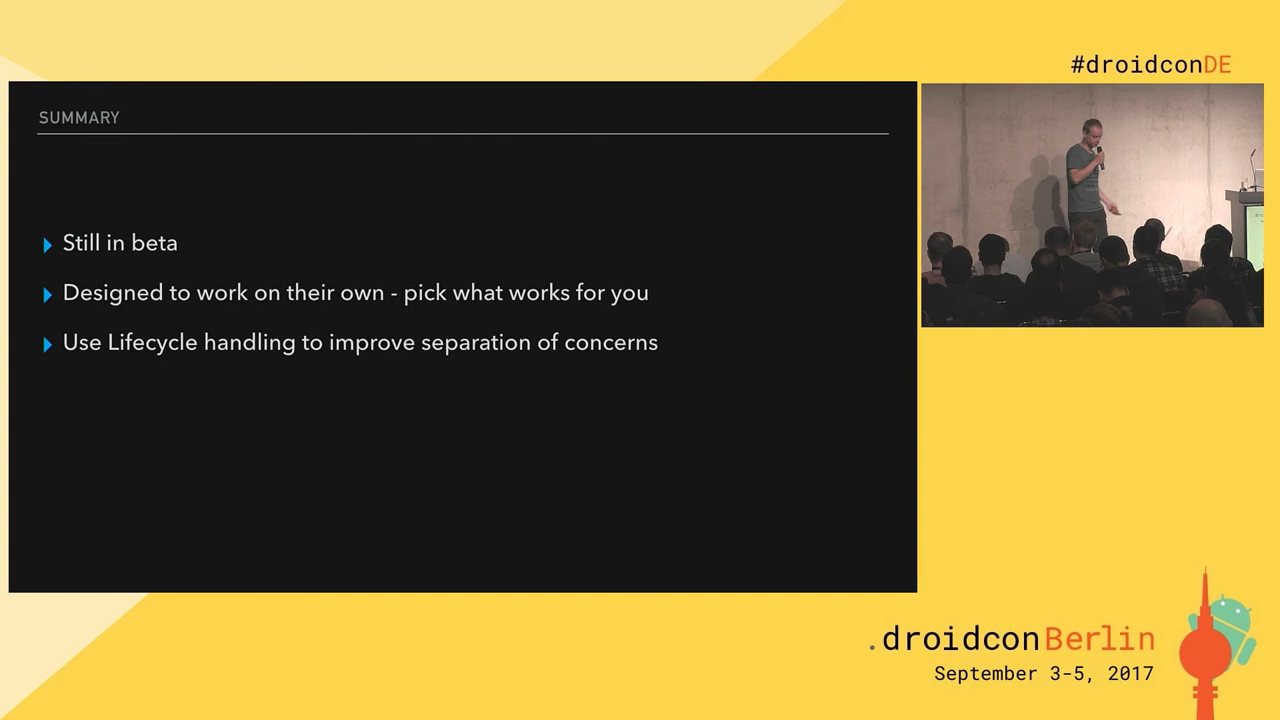 #droidconDE
SUMMARY
Still in beta
Designed to work on their own - pick what works for you
Use Lifecycle handling to improve separation of concerns
.droidconBerlin
September 3-5, 2017